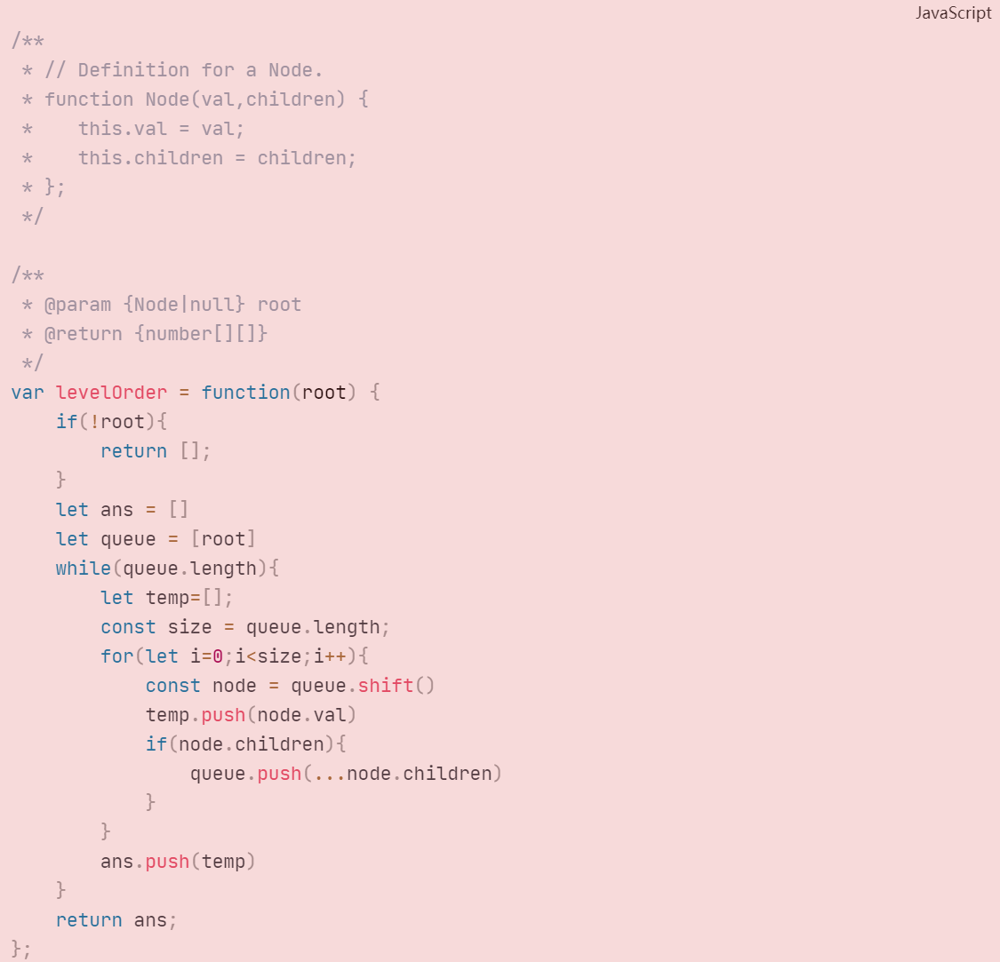 JavaScript
/**
 * // Definition for a Node.
 * function Node(val,children) {
 *    this.val = val;
 *    this.children = children;
 * };
 */
/**
 * @param {Node|null} root
 * @return {number[][]}
 */
var levelOrder = function(root) {
    if(!root){
        return [];
    }
    let ans = []
    let queue = [root]
    while(queue.length){
        let temp=[];
        const size = queue.length;
        for(let i=0;i<size;i++){
            const node = queue.shift()
            temp.push(node.val)
            if(node.children){
                queue.push(...node.children)
            }
        }
        ans.push(temp)
    }
    return ans;
};